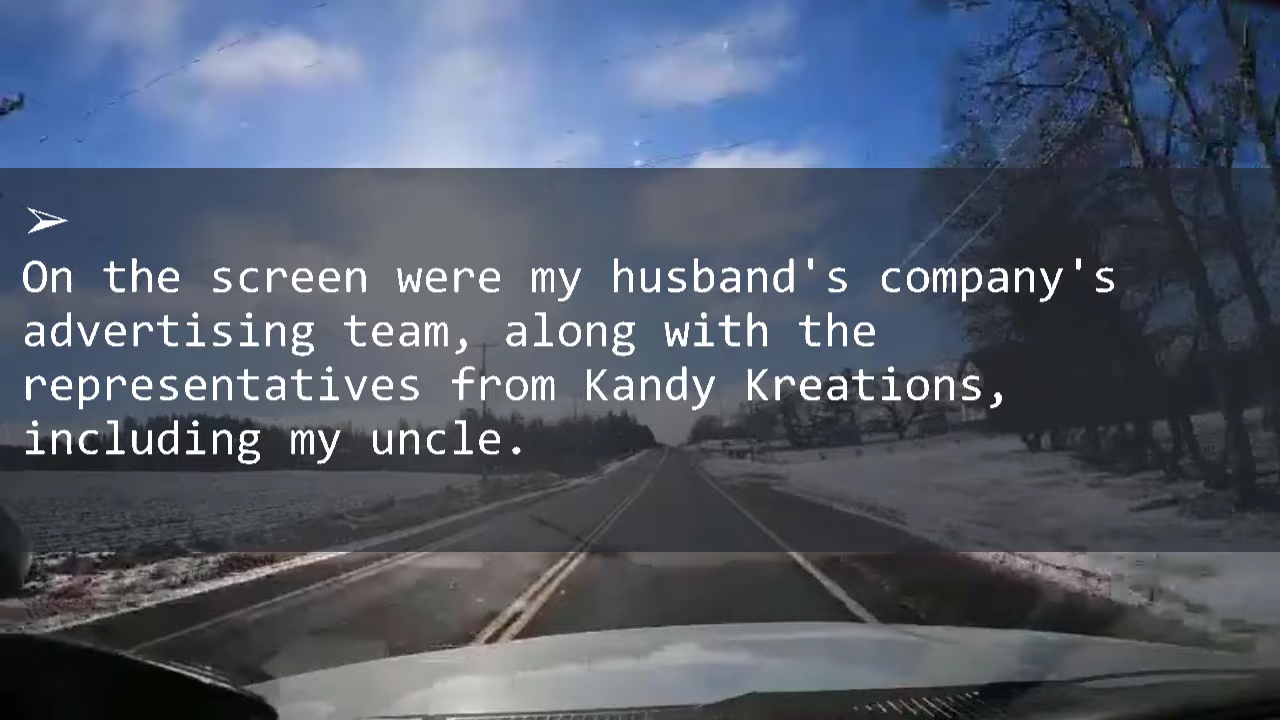 ➢
On the screen were my husband's company's
advertising team, along with the
representatives from Kandy Kreations,
including my uncle.